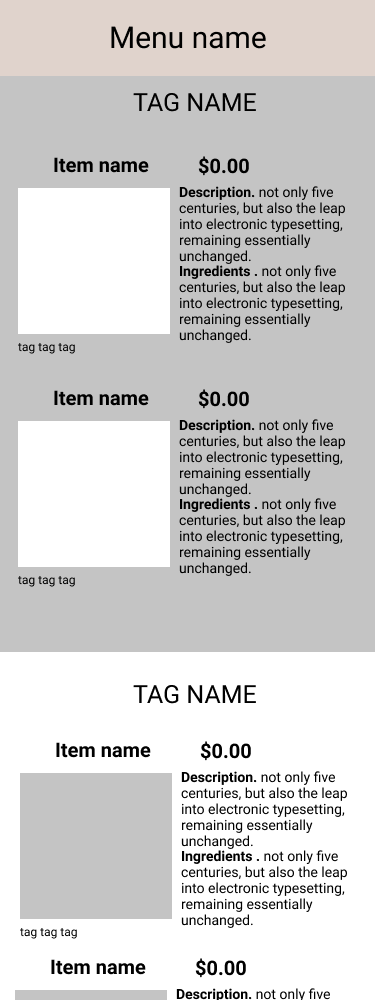 Menu name
TAG NAME
Item name $0.00
Description. not only five
centuries, but also the leap
into electronic typesetting,
remaining essentially
unchanged.
Ingredients . not only five
centuries, but also the leap
into electronic typesetting,
remaining essentially
unchanged.
tag tag tag
Item name $0.00
Description. not only five
centuries, but also the leap
into electronic typesetting,
remaining essentially
unchanged.
Ingredients . not only five
centuries, but also the leap
into electronic typesetting,
remaining essentially
unchanged.
tag tag tag
TAG NAME
Item name $0.00
Description. not only five
centuries, but also the leap
into electronic typesetting,
remaining essentially
unchanged.
Ingredients . not only five
centuries, but also the leap
into electronic typesetting,
remaining essentially
unchanged.
tag tag tag
Item name $0.00
Description. not only five